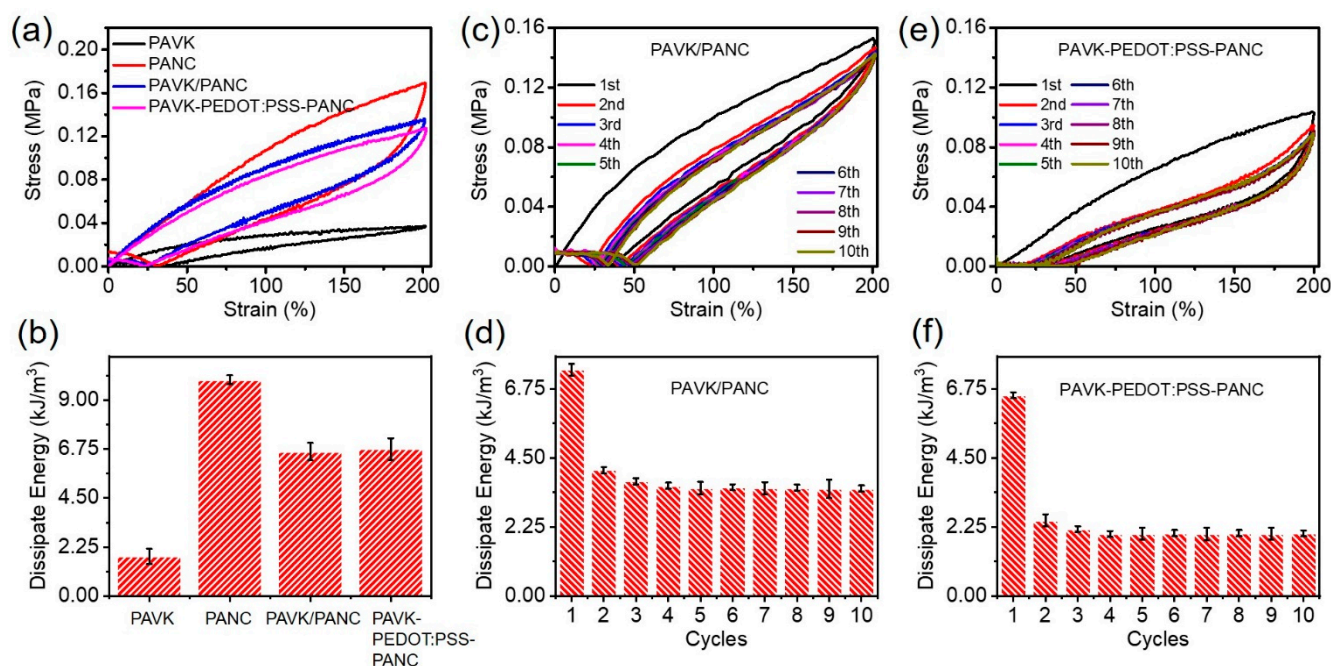 (a)
0.20
0.16
0.12
0.08
0.04
0.00
Stress (MPa)
PAVK
PANC
PAVK/PANC
PAVK-PEDOT:PSS-PANC
0 50 100 150 200
Strain (%)
(c)
0.16
0.12
0.08
0.04
0.00
Stress (MPa)
PAVK/PANC
1st
2nd
3rd
4th
5th
6th
7th
8th
9th
10th
0 50 100 150 200
Strain (%)
(e)
0.16
0.12
0.08
0.04
0.00
Stress (MPa)
PAVK-PEDOT:PSS-PANC
1st 6th
2nd 7th
3rd 8th
4th 9th
5th 10th
0 50 100 150 200
Strain (%)
(b)
9.00
6.75
4.50
2.25
0.00
Dissipate Energy (kJ/m³)
PAVK PANC PAVK/PANC PAVK-
PEDOT:PSS-
PANC
(d)
6.75
4.50
2.25
0.00
Dissipate Energy (kJ/m³)
PAVK/PANC
1 2 3 4 5 6 7 8 9 10
Cycles
(f)
6.75
4.50
2.25
0.00
Dissipate Energy (kJ/m³)
PAVK-PEDOT:PSS-PANC
1 2 3 4 5 6 7 8 9 10
Cycles